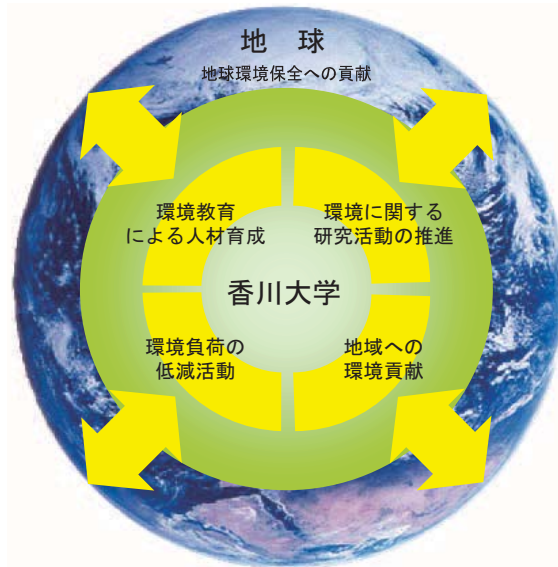 地　球
地球環境保全への貢献
環境教育
による人材育成
環境に関する
研究活動の推進
香川大学
環境負荷の
低減活動
地域への
環境貢献